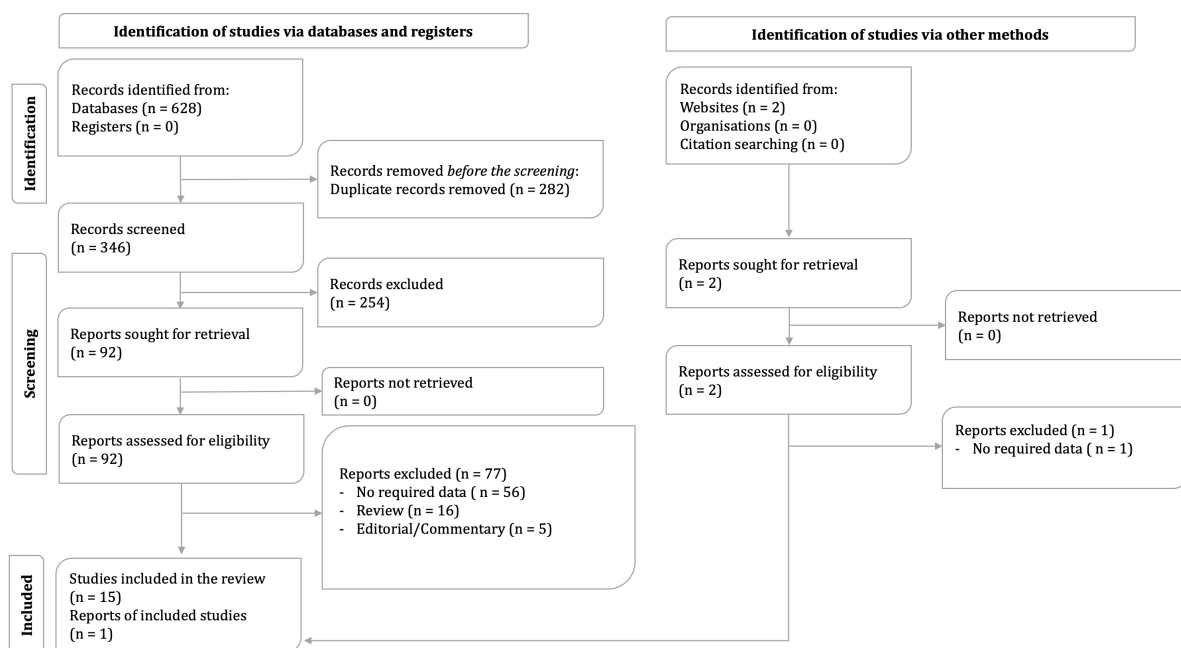 Identification of studies via databases and registers
Identification of studies via other methods
Identification
Records identified from:
Databases (n = 628)
Registers (n = 0)
Records removed before the screening:
Duplicate records removed (n = 282)
Records identified from:
Websites (n = 2)
Organisations (n = 0)
Citation searching (n = 0)
Screening
Records screened
(n = 346)
Records excluded
(n = 254)
Reports sought for retrieval
(n = 92)
Reports not retrieved
(n = 0)
Reports assessed for eligibility
(n = 92)
Reports excluded (n = 77)
- No required data ( n = 56)
- Review (n = 16)
- Editorial/Commentary (n = 5)
Reports sought for retrieval
(n = 2)
Reports not retrieved
(n = 0)
Reports assessed for eligibility
(n = 2)
Reports excluded (n = 1)
- No required data ( n = 1)
Included
Studies included in the review
(n = 15)
Reports of included studies
(n = 1)